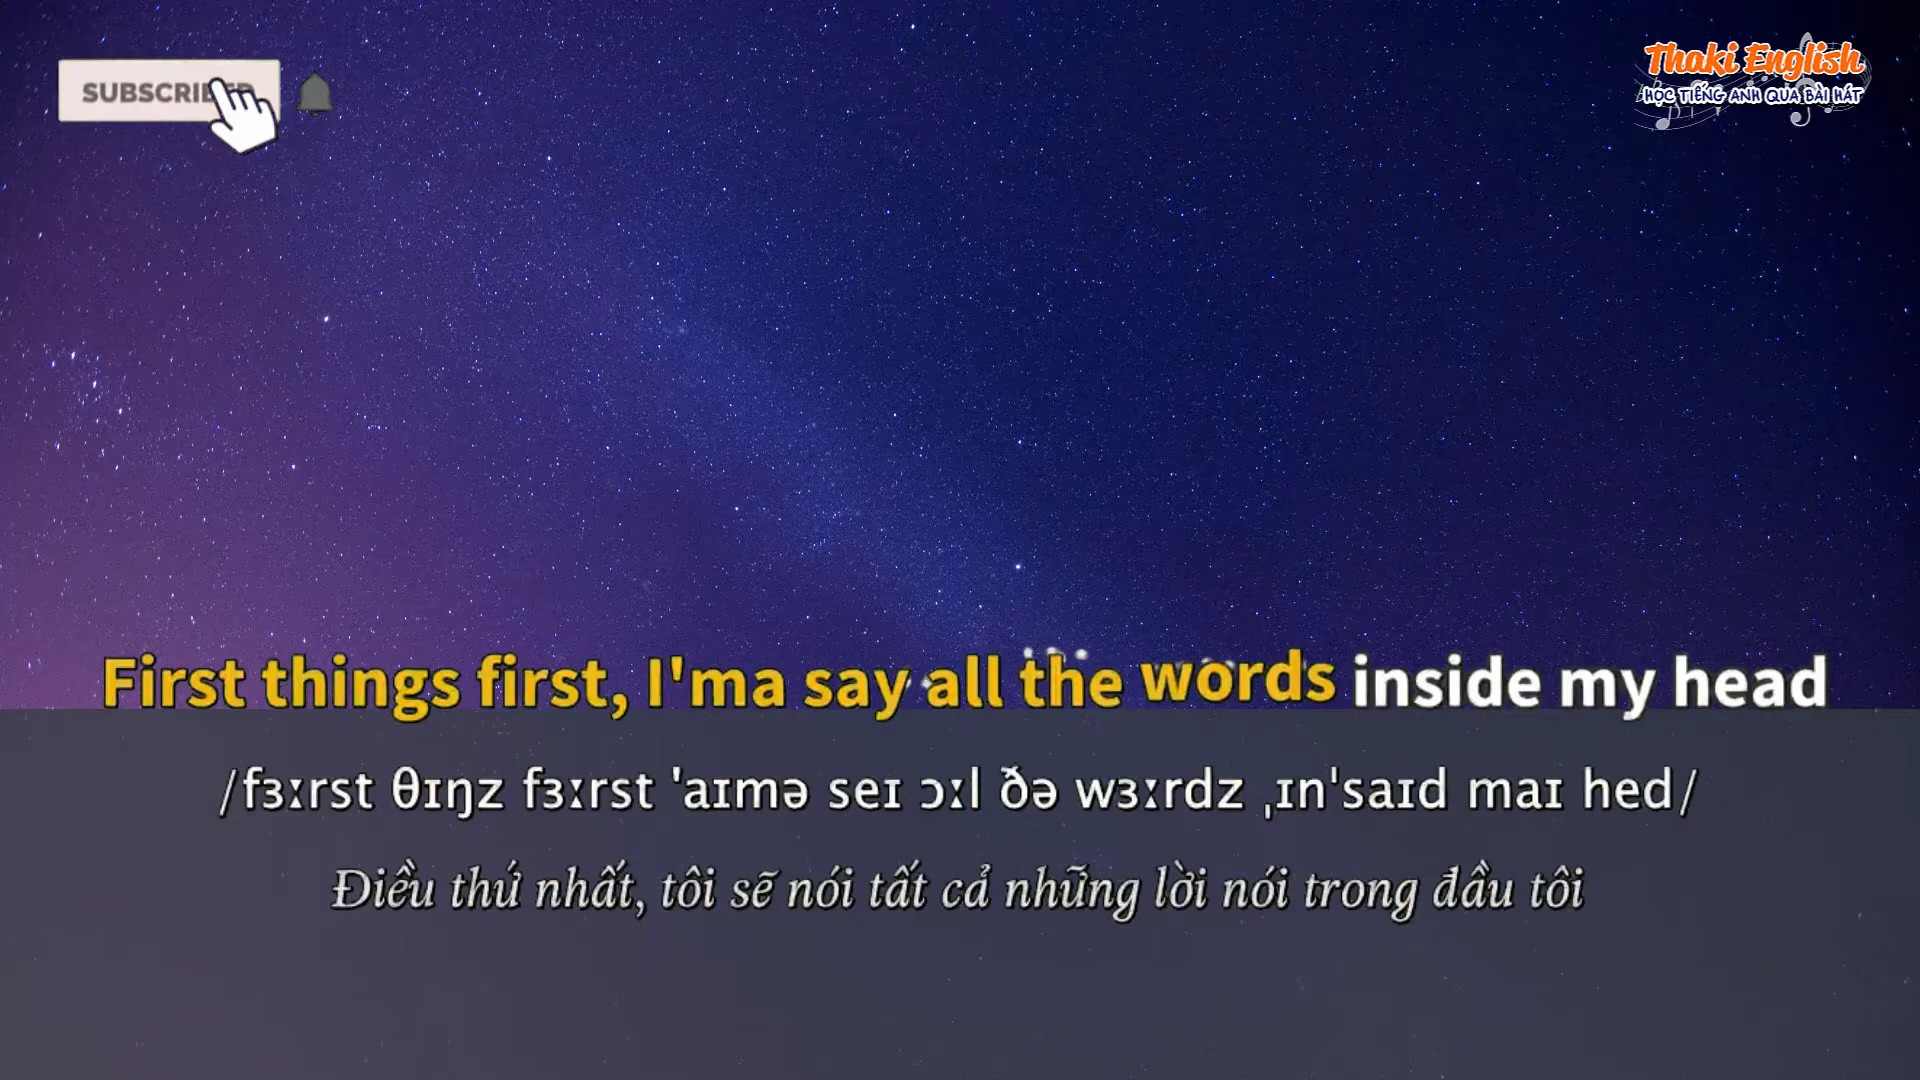 SUBSCRIBED
Thaki English
HỌC TIẾNG ANH QUA BÀI HÁT
First things first, I'ma say all the words inside my head
/fɜːrst θɪŋz fɜːrst 'aɪmə seɪ ɔːl ðə wɜːrdz ˌɪn'saɪd maɪ hed/
Điều thứ nhất, tôi sẽ nói tất cả những lời nói trong đầu tôi